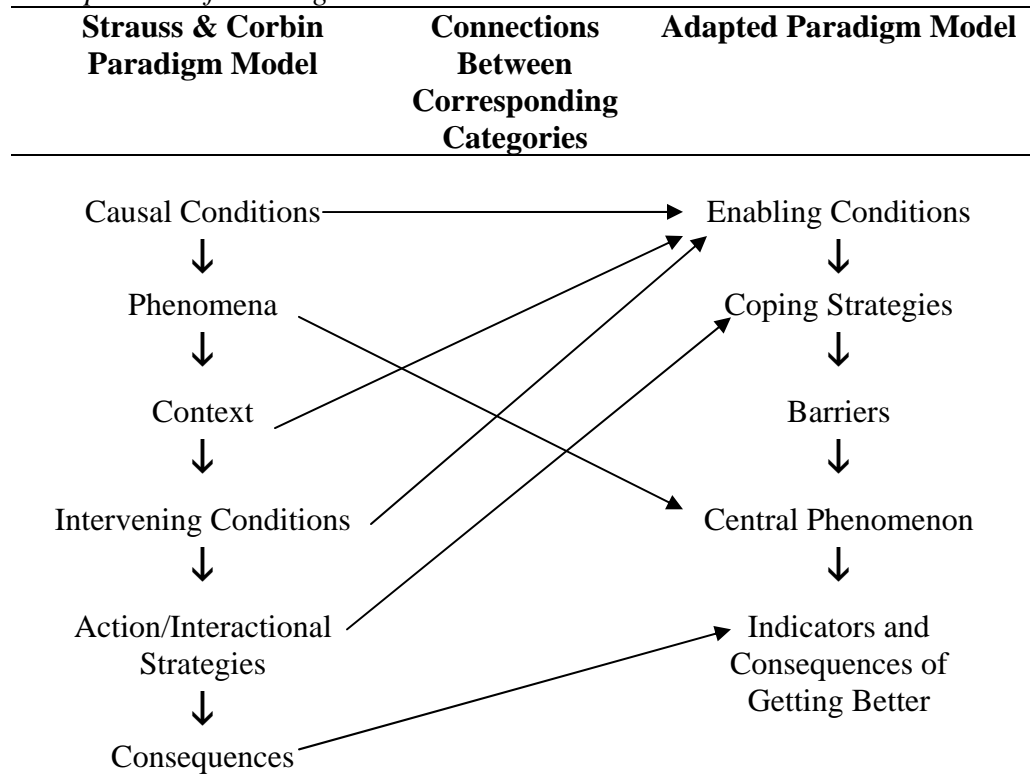 Strauss & Corbin Connections Adapted Paradigm Model
Paradigm Model Between
Corresponding
Categories
Causal Conditions Enabling Conditions
Phenomena Coping Strategies
Context Barriers
Intervening Conditions Central Phenomenon
Action/Interactional Indicators and
Strategies Consequences of
Getting Better
Consequences